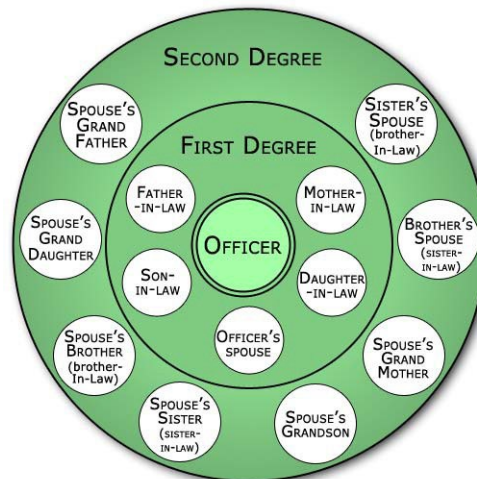 SECOND DEGREE
SPOUSE'S
GRAND
FATHER
SISTER'S
SPOUSE
(brother-
In-Law)
FIRST DEGREE
FATHER
-IN-LAW
MOTHER-
IN-LAW
SPOUSE'S
GRAND
DAUGHTER
OFFICER
BROTHER'S
SPOUSE
(SISTER-
IN-LAW)
SON-
IN-LAW
DAUGHTER
-IN-LAW
OFFICER'S
SPOUSE
SPOUSE'S
BROTHER
(brother-
In-Law)
SPOUSE'S
GRAND
MOTHER
SPOUSE'S
SISTER
(SISTER-
IN-LAW)
SPOUSE'S
GRANDSON